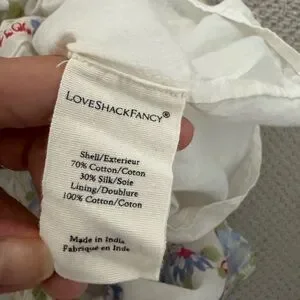 LOVESHACKFANCY®
Shell/Exterieur
70% Cotton/Coton
30% Silk/Soie
Lining/Doublure
100% Cotton/Coton
Made in India
Fabriqué en Inde